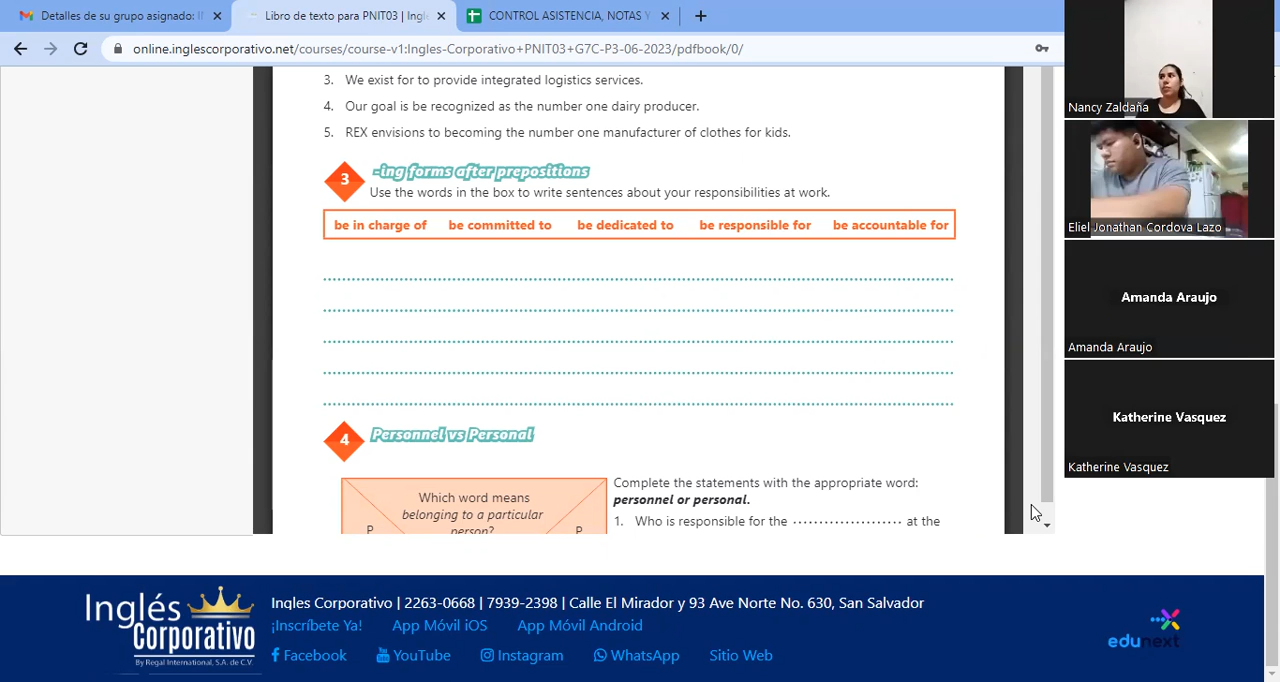 Detalles de su grupo asignado: I
Libro de texto para PNIT03 | Ingl
CONTROL ASISTENCIA, NOTAS Y
online.inglescorporativo.net/courses/course-v1:Ingles-Corporativo+PNIT03+G7C-P3-06-2023/pdfbook/0/
3. We exist for to provide integrated logistics services.
4. Our goal is be recognized as the number one dairy producer.
5. REX envisions to becoming the number one manufacturer of clothes for kids.
3 -ing forms after prepositions
Use the words in the box to write sentences about your responsibilities at work.
be in charge of be committed to be dedicated to be responsible for be accountable for
4 Personnel vs Personal
Which word means
belonging to a particular
person?
P
P
Complete the statements with the appropriate word:
personnel or personal.
1. Who is responsible for the .................... at the
Nancy Zaldaña
Eliel Jonathan Cordova Lazo
Amanda Araujo
Amanda Araujo
Katherine Vasquez
Katherine Vasquez
Inglés
Corporativo
By Regal International, S.A. de C.V.
Ingles Corporativo | 2263-0668 | 7939-2398 | Calle El Mirador y 93 Ave Norte No. 630, San Salvador
¡Inscríbete Ya! App Móvil iOS App Móvil Android
Facebook YouTube Instagram WhatsApp Sitio Web
edunext